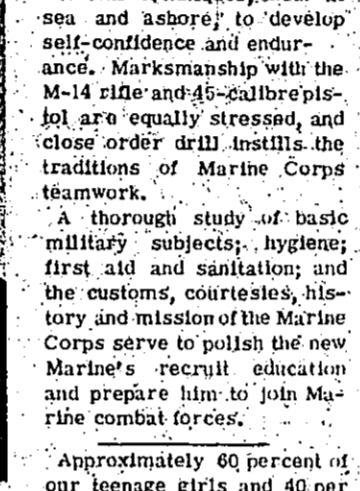 sea and ashore, to develop
self-confidence and endur-
ance. Marksmanship with the
M-14 rifle and 45-calibre pis-
tol are equally stressed, and
close order drill instills the
traditions of Marine Corps
teamwork.
A thorough study of basic
military subjects; hygiene;
first aid and sanitation; and
the customs, courtesies, his-
tory and mission of the Marine
Corps serve to polish the new
Marine's recruit education
and prepare him to join Ma-
rine combat forces.
Approximately 60 percent of
our teenage girls and 40 per